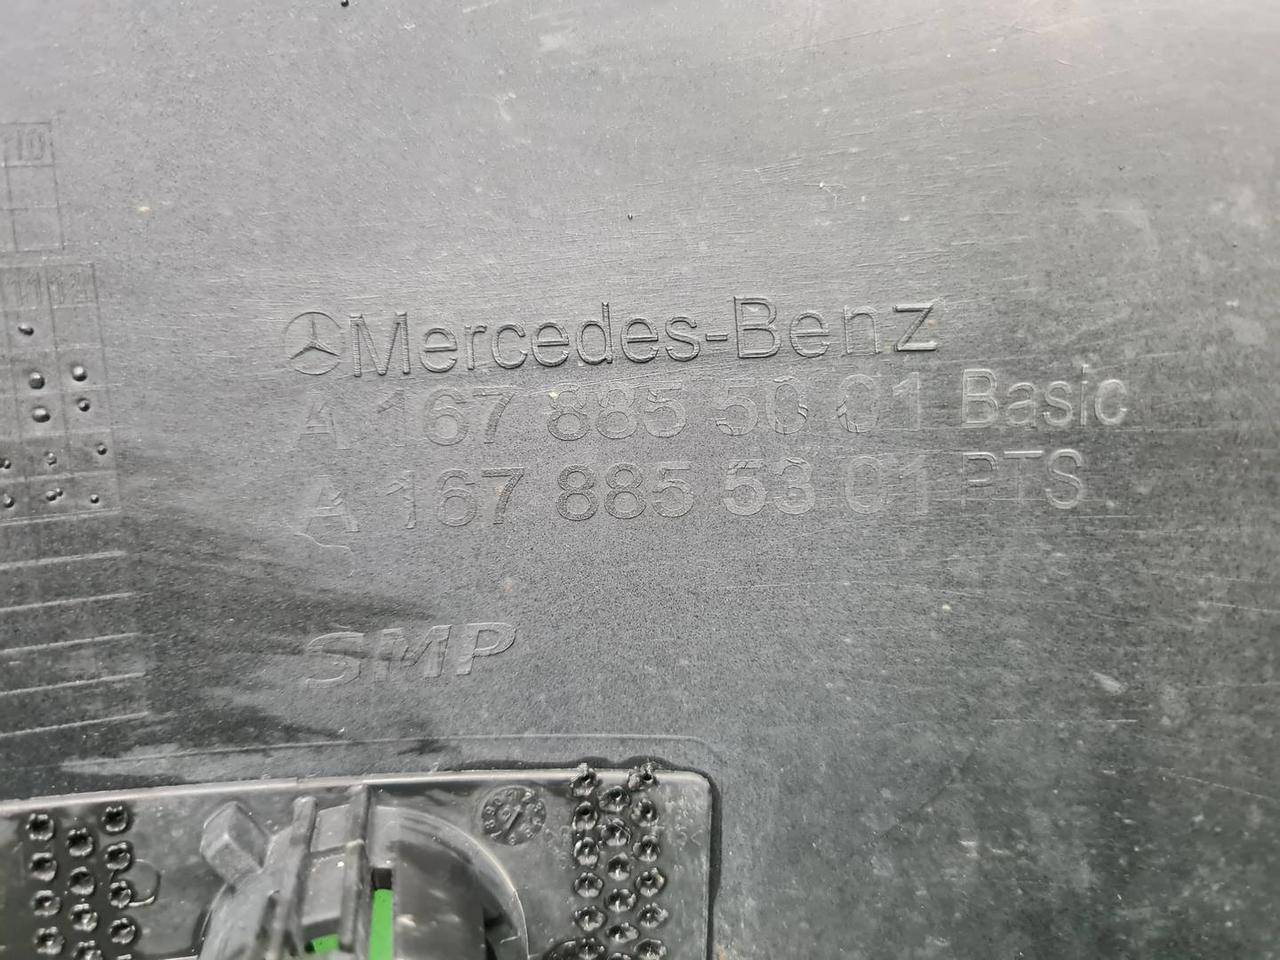 10
11 12
Mercedes-Benz
A 167 885 50 01 Basic
A 167 885 53 01 PTS
SMP